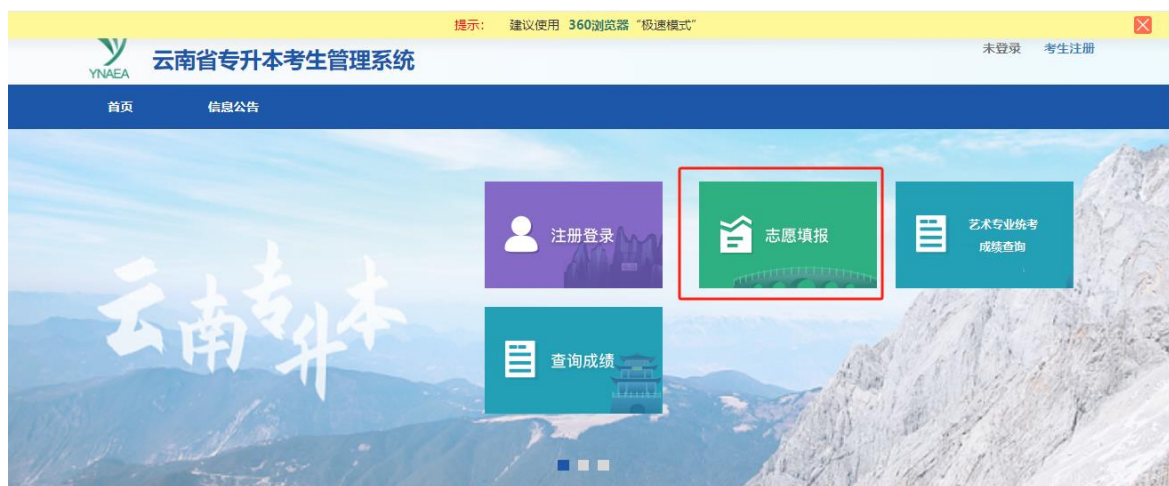 提示： 建议使用 360浏览器 “极速模式”
YNAEA
云南省专升本考生管理系统
未登录 考生注册
首页 信息公告
注册登录
志愿填报
艺术专业统考
成绩查询
云南专升本
查询成绩